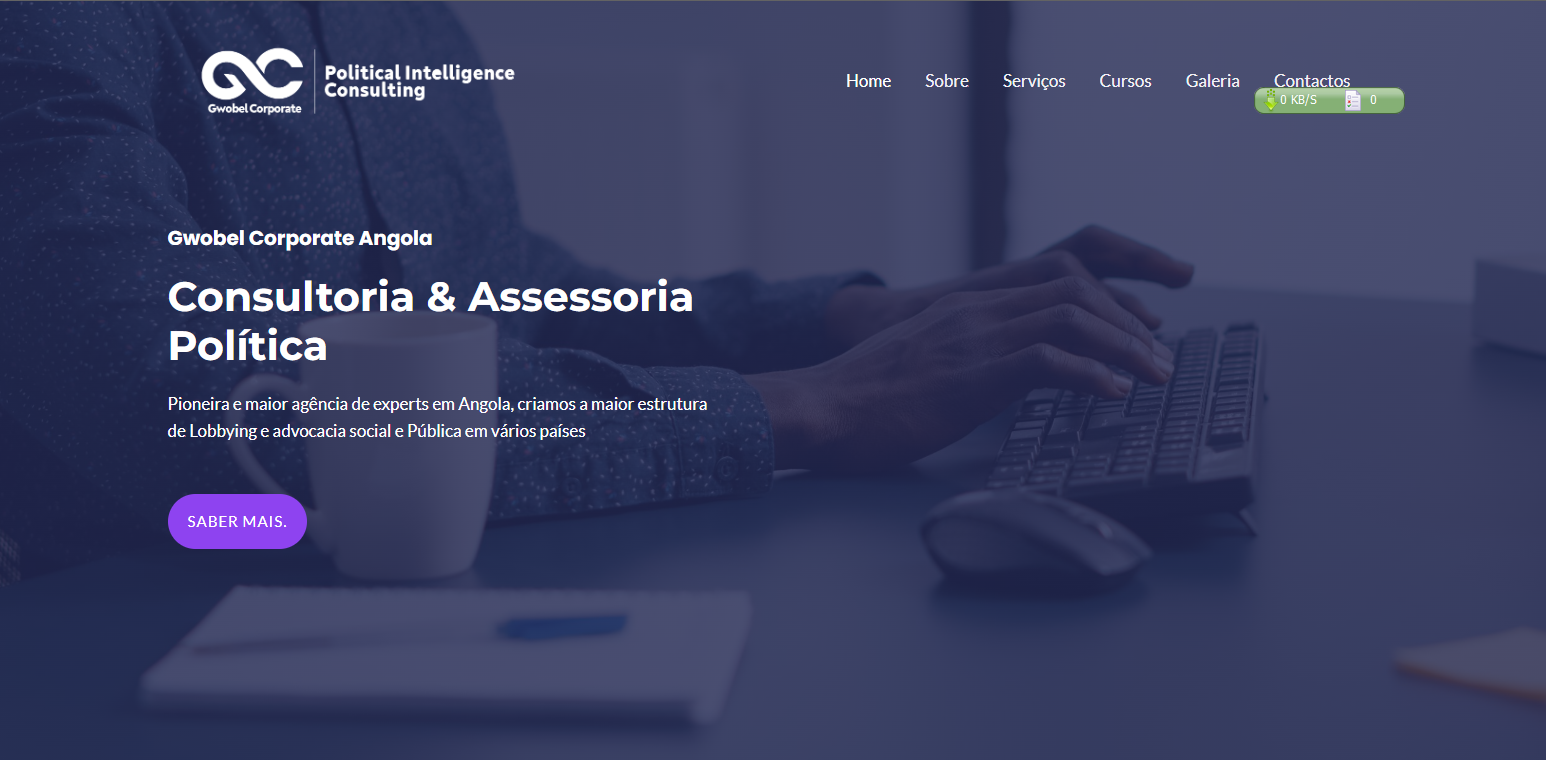 Political Intelligence
Consulting
Gwobel Corporate
Home Sobre Serviços Cursos Galeria Contactos
0 KB/S 0
Gwobel Corporate Angola
Consultoria & Assessoria
Política
Pioneira e maior agência de experts em Angola, criamos a maior estrutura
de Lobbying e advocacia social e Pública em vários países
SABER MAIS.